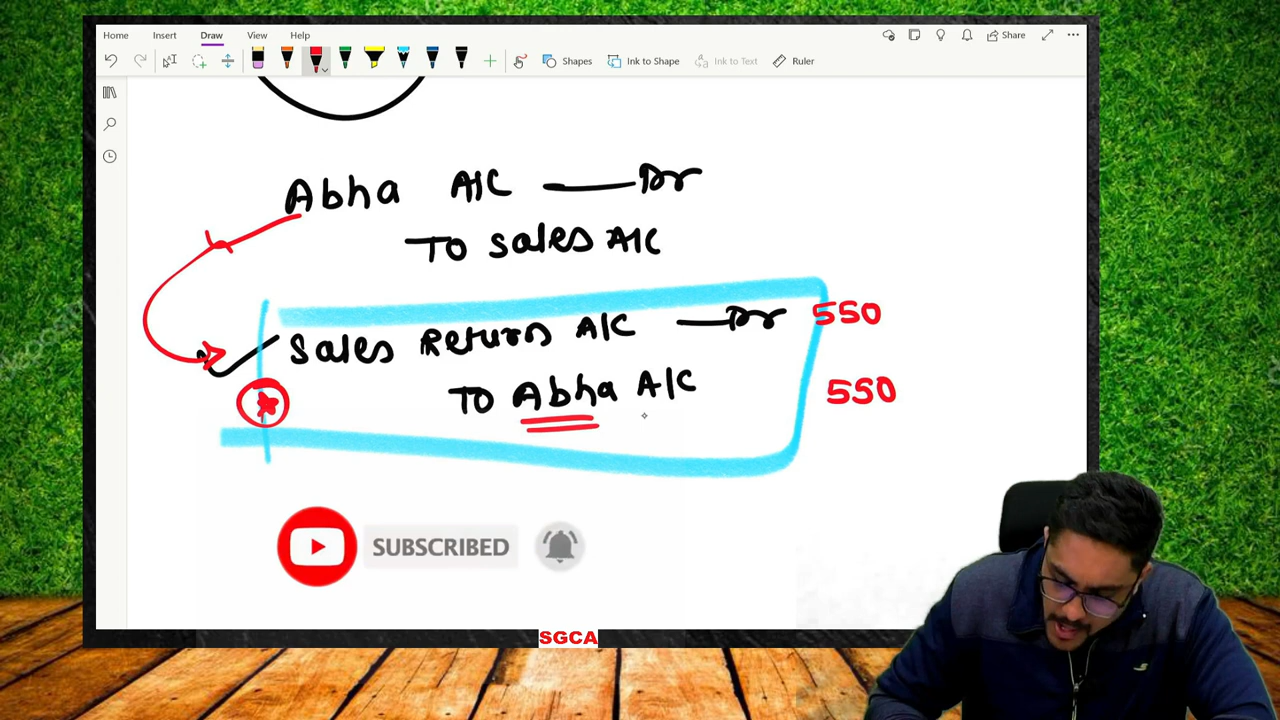 Home Insert Draw View Help Share
Shapes Ink to Shape Ink to Text Ruler
Abha A/C —— Dr
To Sales A/C
Sales Return A/C —— Dr 550
To Abha A/C 550
SUBSCRIBED
SGCA